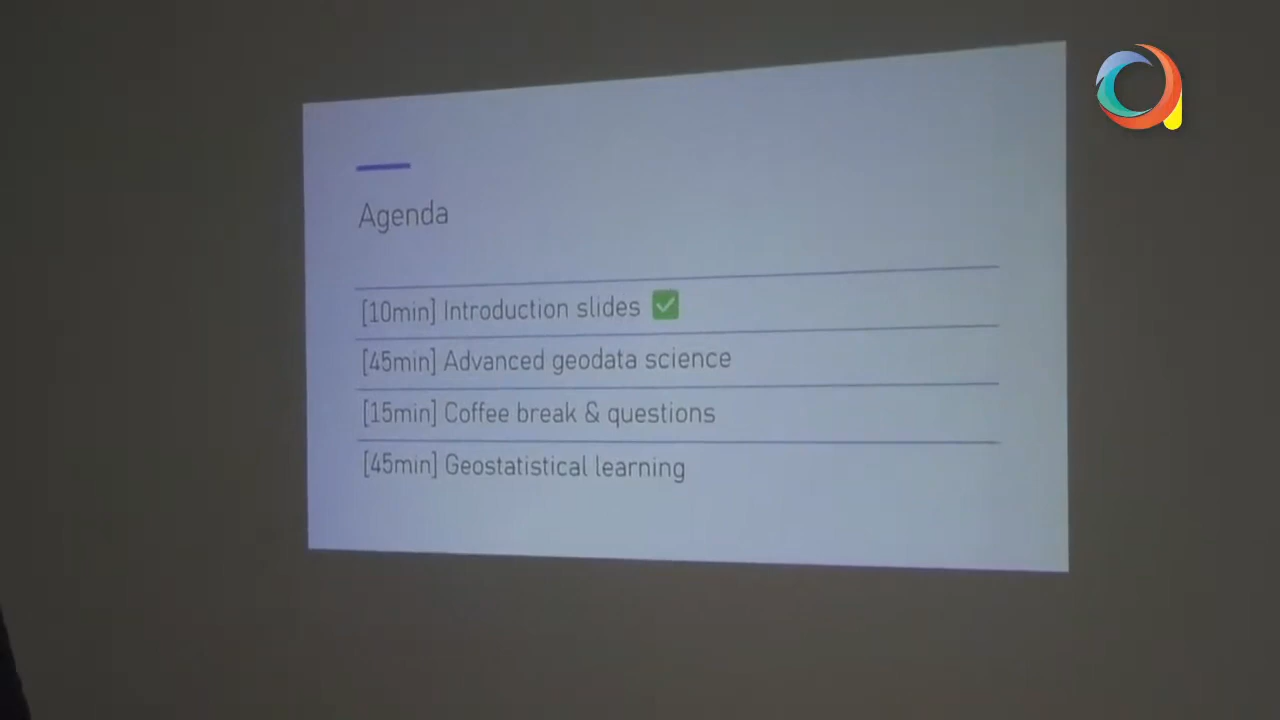 Agenda
[10min] Introduction slides ✅
[45min] Advanced geodata science
[15min] Coffee break & questions
[45min] Geostatistical learning